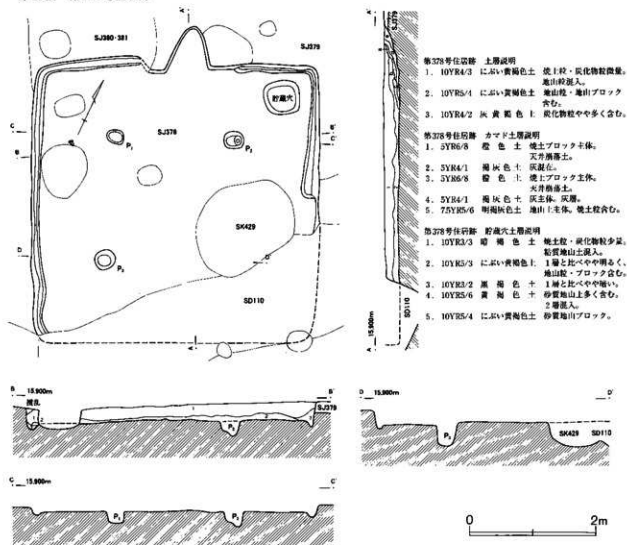 A'
SJ380・381
SJ379
貯蔵穴
SJ378
P₁
P₂
P₃
SK429
SD110
C
C'
B
B'
D
D'
A
A'
A'
SJ379
SD110
15.900m
A
第378号住居跡 土層説明
1. 10YR4/3 にぶい黄褐色土 焼土粒・炭化物粒微量。
地山粒混入。
2. 10YR5/4 にぶい黄褐色土 地山粒・地山ブロック
含む。
3. 10YR4/2 灰黄褐色土 炭化物粒やや多く含む。
第378号住居跡 カマド土層説明
1. 5YR6/8 橙色土 焼土ブロック主体。
天井崩落土。
2. 5YR4/1 褐灰色土 灰混在。
3. 5YR6/8 橙色土 焼土ブロック主体。
天井崩落土。
4. 5YR4/1 褐灰色土 灰主体。灰層。
5. 7.5YR5/6 明褐灰色土 地山土主体。焼土粒含む。
第378号住居跡 貯蔵穴土層説明
1. 10YR3/3 暗褐色土 焼土粒・炭化物粒少量。
粘質地山土混入。
2. 10YR5/3 にぶい黄褐色土 1層と比べやや明るく、
地山粒・ブロック含む。
3. 10YR3/2 黒褐色土 1層と比べやや暗い。
4. 10YR5/6 黄褐色土 砂質地山土多く含む。
2層混入。
5. 10YR5/4 にぶい黄褐色土 砂質地山ブロック。
B 15.900m
B'
攪乱
1
SJ379
D 15.900m
D'
SK429
SD110
C 15.900m
C'
P₂
0 2m